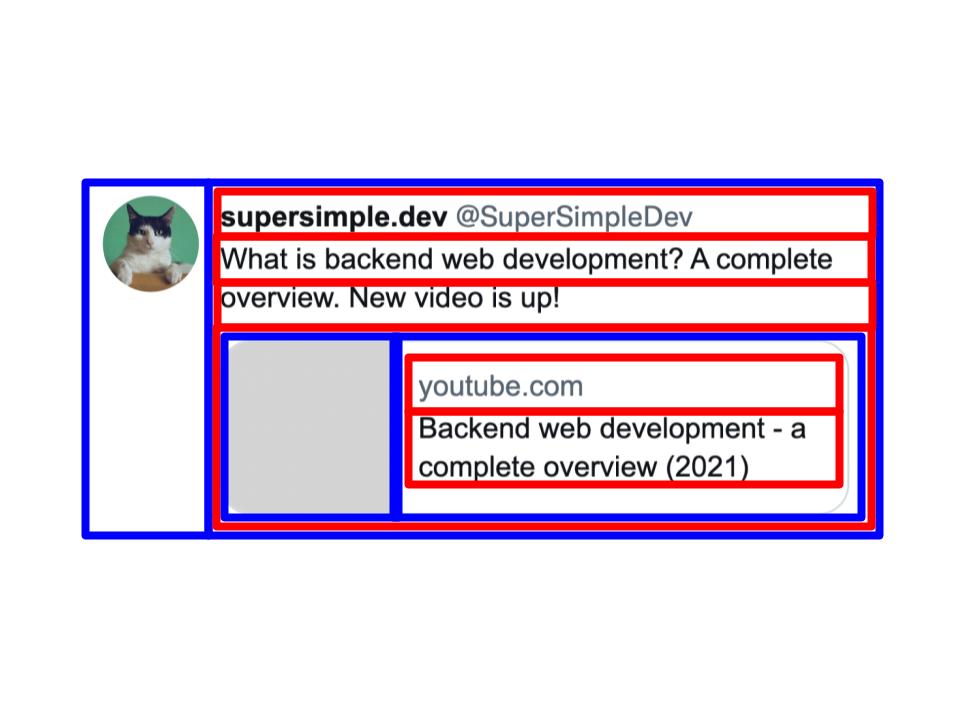 supersimple.dev @SuperSimpleDev
What is backend web development? A complete
overview. New video is up!
youtube.com
Backend web development - a
complete overview (2021)